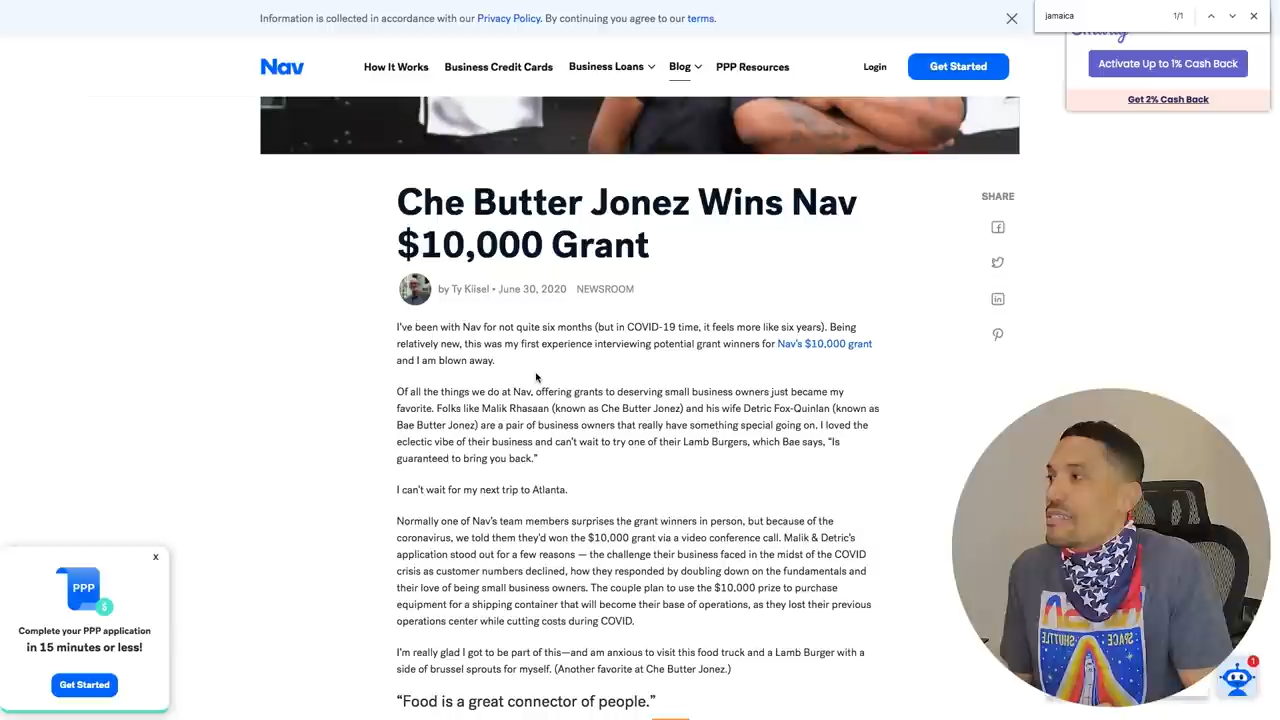 Information is collected in accordance with our Privacy Policy. By continuing you agree to our terms.
jamaica
1/1
Nav
How It Works
Business Credit Cards
Business Loans
Blog
PPP Resources
Login
Get Started
Activate Up to 1% Cash Back
Get 2% Cash Back
Che Butter Jonez Wins Nav
$10,000 Grant
by Ty Kiisel • June 30, 2020 NEWSROOM
SHARE
I've been with Nav for not quite six months (but in COVID-19 time, it feels more like six years). Being
relatively new, this was my first experience interviewing potential grant winners for Nav's $10,000 grant
and I am blown away.
Of all the things we do at Nav, offering grants to deserving small business owners just became my
favorite. Folks like Malik Rhasaan (known as Che Butter Jonez) and his wife Detric Fox-Quinlan (known as
Bae Butter Jonez) are a pair of business owners that really have something special going on. I loved the
eclectic vibe of their business and can't wait to try one of their Lamb Burgers, which Bae says, “Is
guaranteed to bring you back.”
I can't wait for my next trip to Atlanta.
Normally one of Nav's team members surprises the grant winners in person, but because of the
coronavirus, we told them they'd won the $10,000 grant via a video conference call. Malik & Detric's
application stood out for a few reasons — the challenge their business faced in the midst of the COVID
crisis as customer numbers declined, how they responded by doubling down on the fundamentals and
their love of being small business owners. The couple plan to use the $10,000 prize to purchase
equipment for a shipping container that will become their base of operations, as they lost their previous
operations center while cutting costs during COVID.
I'm really glad I got to be part of this—and am anxious to visit this food truck and a Lamb Burger with a
side of brussel sprouts for myself. (Another favorite at Che Butter Jonez.)
“Food is a great connector of people.”
x
PPP
$
Complete your PPP application
in 15 minutes or less!
Get Started
SPACE
SHUTTLE
1